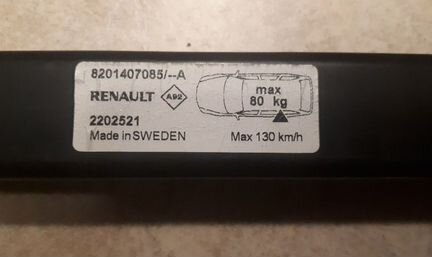 8201407085/--A
RENAULT A92
max
80 kg
2202521
Made in SWEDEN
Max 130 km/h